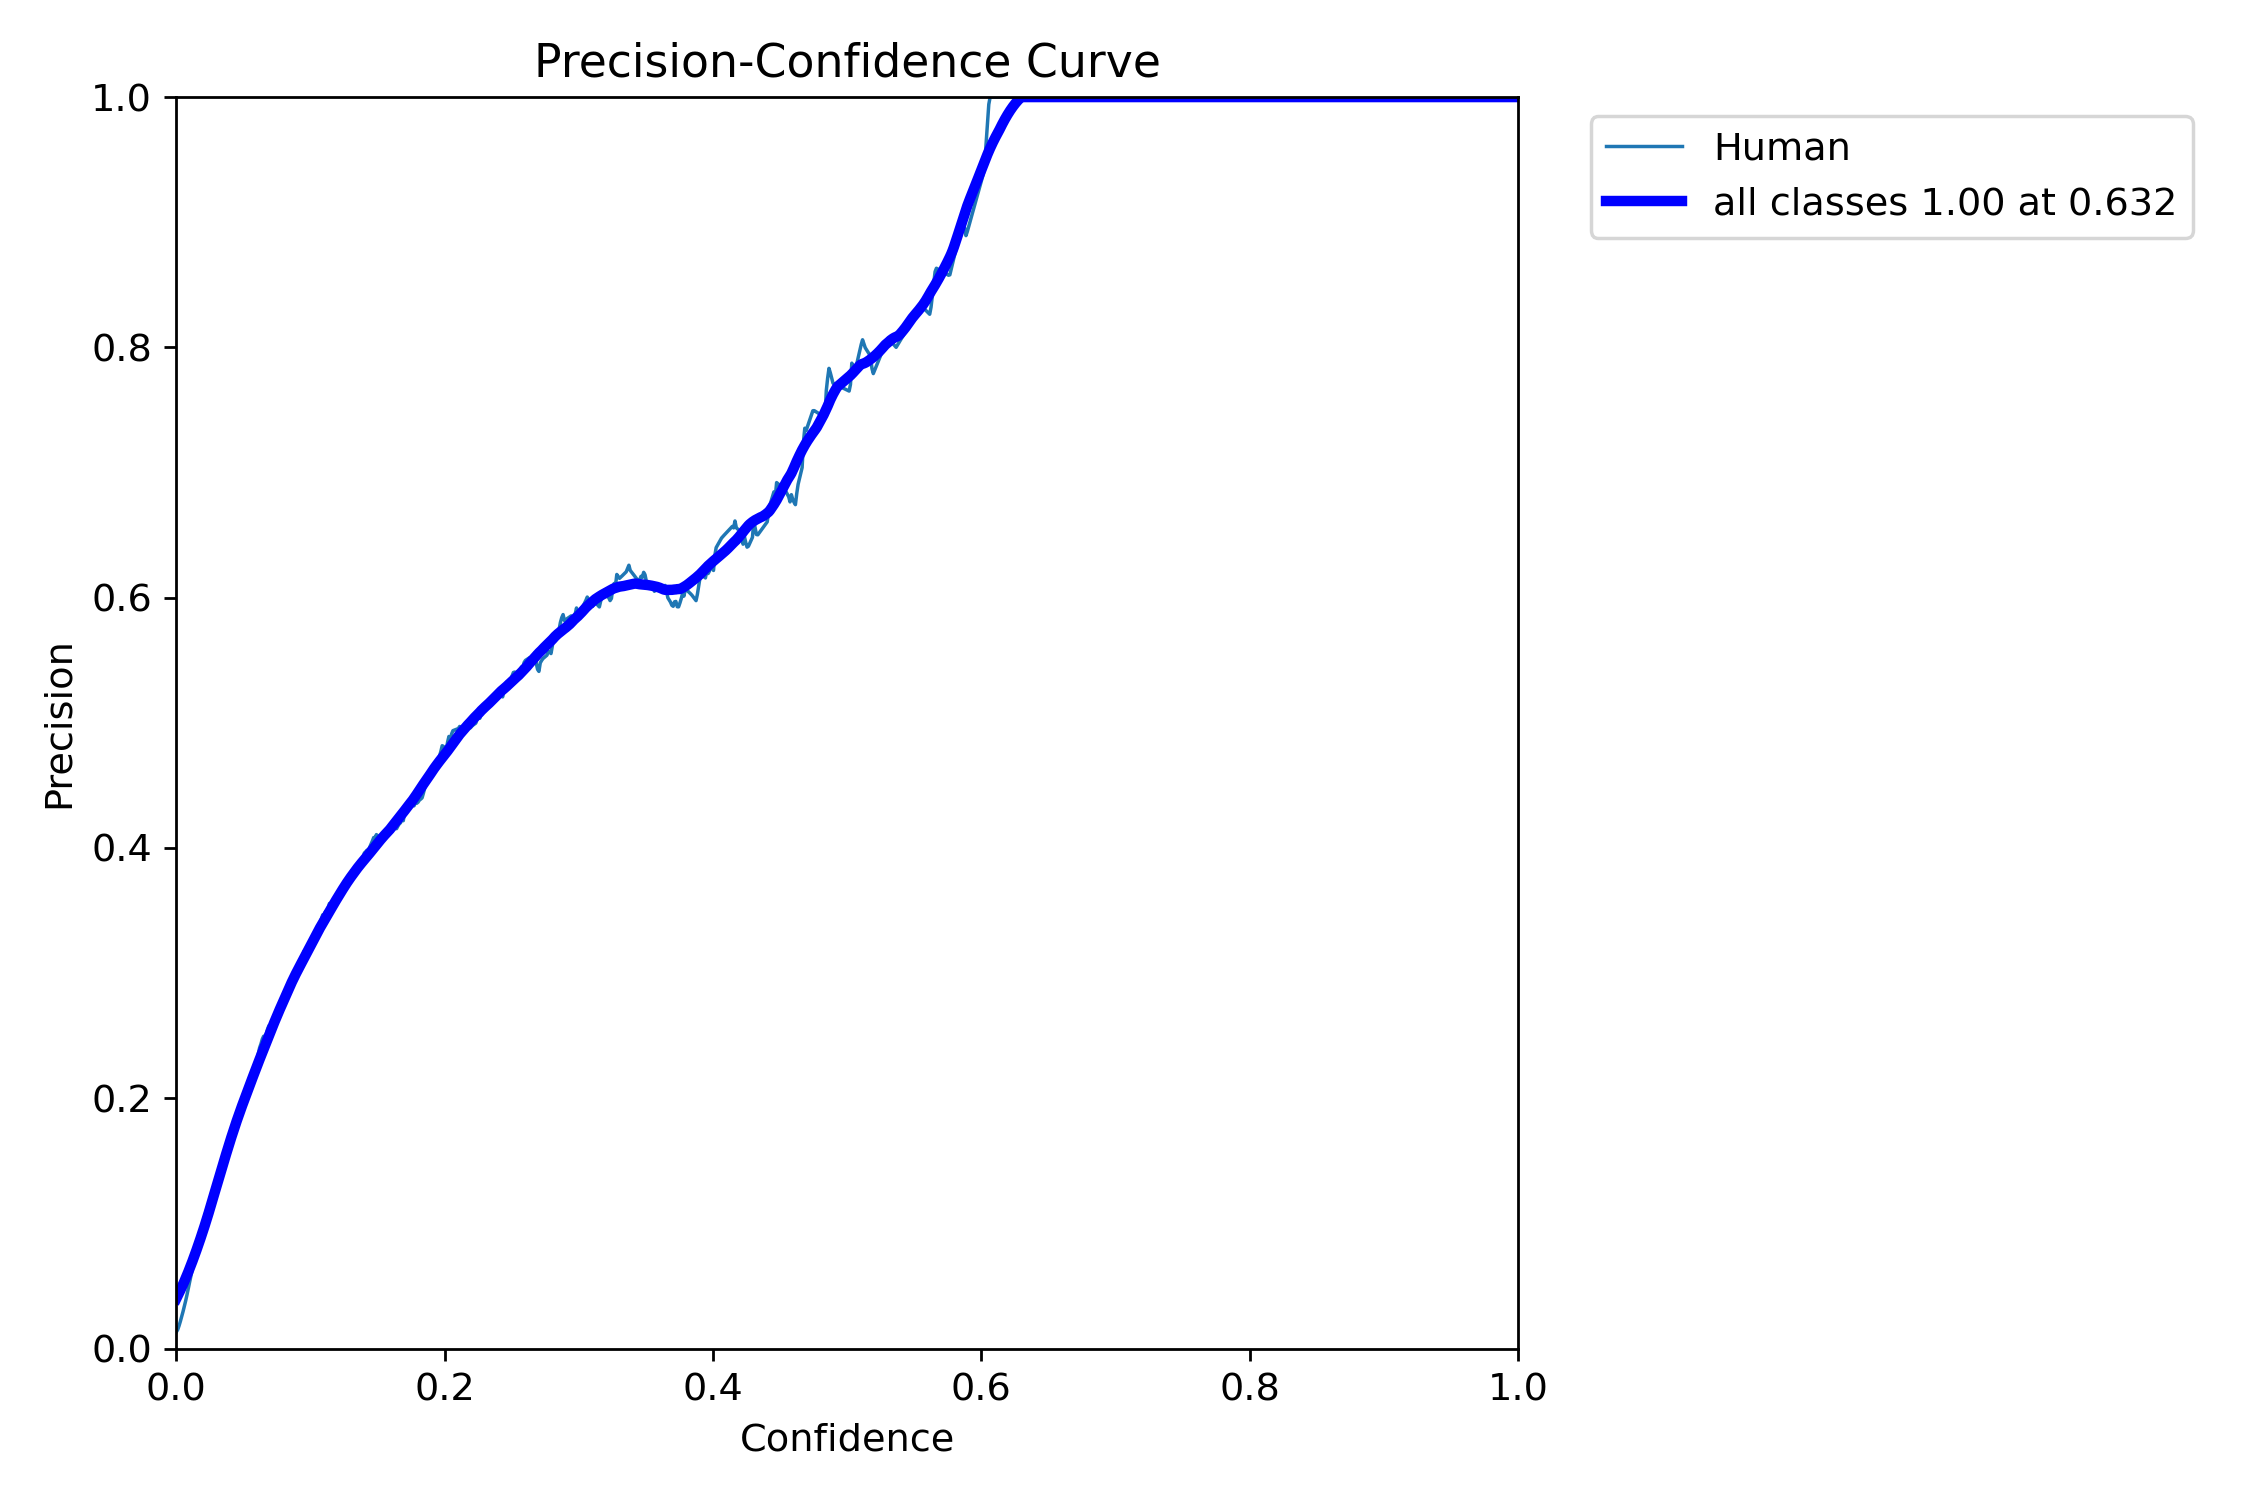 Precision-Confidence Curve
Human
all classes 1.00 at 0.632
Precision
1.0
0.8
0.6
0.4
0.2
0.0
0.0 0.2 0.4 0.6 0.8 1.0
Confidence